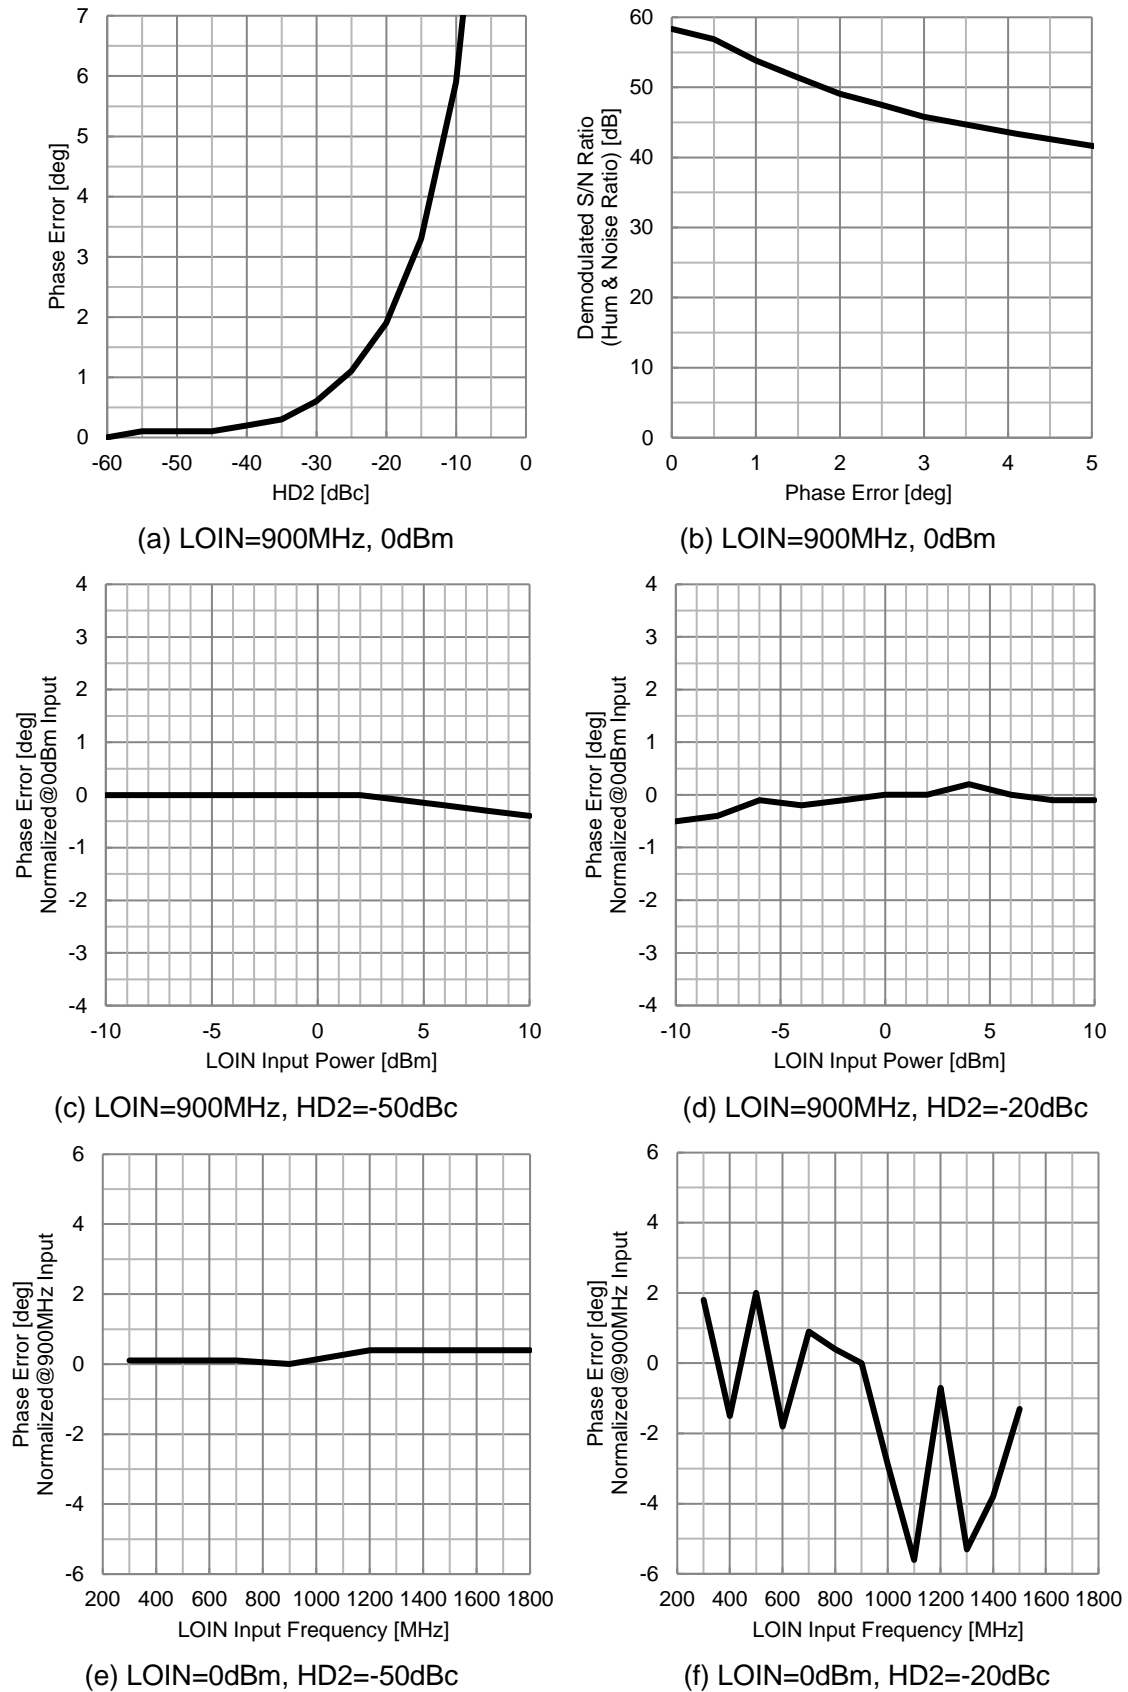 7
6
5
4
3
2
1
0
Phase Error [deg]
-60 -50 -40 -30 -20 -10 0
HD2 [dBc]
(a) LOIN=900MHz, 0dBm
60
50
40
30
20
10
0
Demodulated S/N Ratio
(Hum & Noise Ratio) [dB]
0 1 2 3 4 5
Phase Error [deg]
(b) LOIN=900MHz, 0dBm
4
3
2
1
0
-1
-2
-3
-4
Phase Error [deg]
Normalized@0dBm Input
-10 -5 0 5 10
LOIN Input Power [dBm]
(c) LOIN=900MHz, HD2=-50dBc
4
3
2
1
0
-1
-2
-3
-4
Phase Error [deg]
Normalized@0dBm Input
-10 -5 0 5 10
LOIN Input Power [dBm]
(d) LOIN=900MHz, HD2=-20dBc
6
4
2
0
-2
-4
-6
Phase Error [deg]
Normalized@900MHz Input
200 400 600 800 1000 1200 1400 1600 1800
LOIN Input Frequency [MHz]
(e) LOIN=0dBm, HD2=-50dBc
6
4
2
0
-2
-4
-6
Phase Error [deg]
Normalized@900MHz Input
200 400 600 800 1000 1200 1400 1600 1800
LOIN Input Frequency [MHz]
(f) LOIN=0dBm, HD2=-20dBc